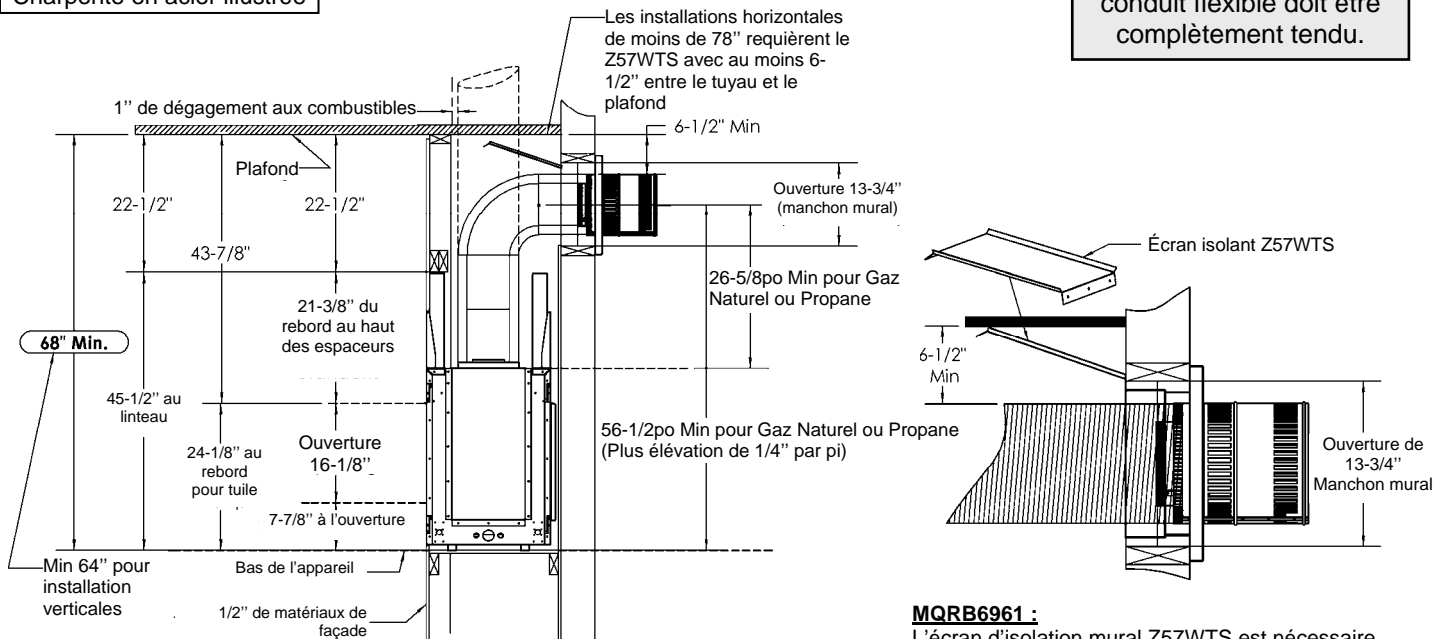 Charpente en acier illustrée
conduit flexible doit être
complètement tendu.
Les installations horizontales
de moins de 78’’ requièrent le
Z57WTS avec au moins 6-
1/2’’ entre le tuyau et le
plafond
1’’ de dégagement aux combustibles
6-1/2" Min
Plafond
22-1/2"
22-1/2"
43-7/8"
Ouverture 13-3/4’’
(manchon mural)
Écran isolant Z57WTS
26-5/8po Min pour Gaz
Naturel ou Propane
21-3/8’’ du
rebord au haut
des espaceurs
68" Min.
6-1/2"
Min
45-1/2’’ au
linteau
24-1/8’’ au
rebord
pour tuile
Ouverture
16-1/8’’
56-1/2po Min pour Gaz Naturel ou Propane
(Plus élévation de 1/4’’ par pi)
Ouverture de
13-3/4’’
Manchon mural
7-7/8’’ à l’ouverture
Min 64’’ pour
installation
verticales
Bas de l’appareil
1/2’’ de matériaux de
façade
MQRB6961 :
L’écran d’isolation mural Z57WTS est nécessaire